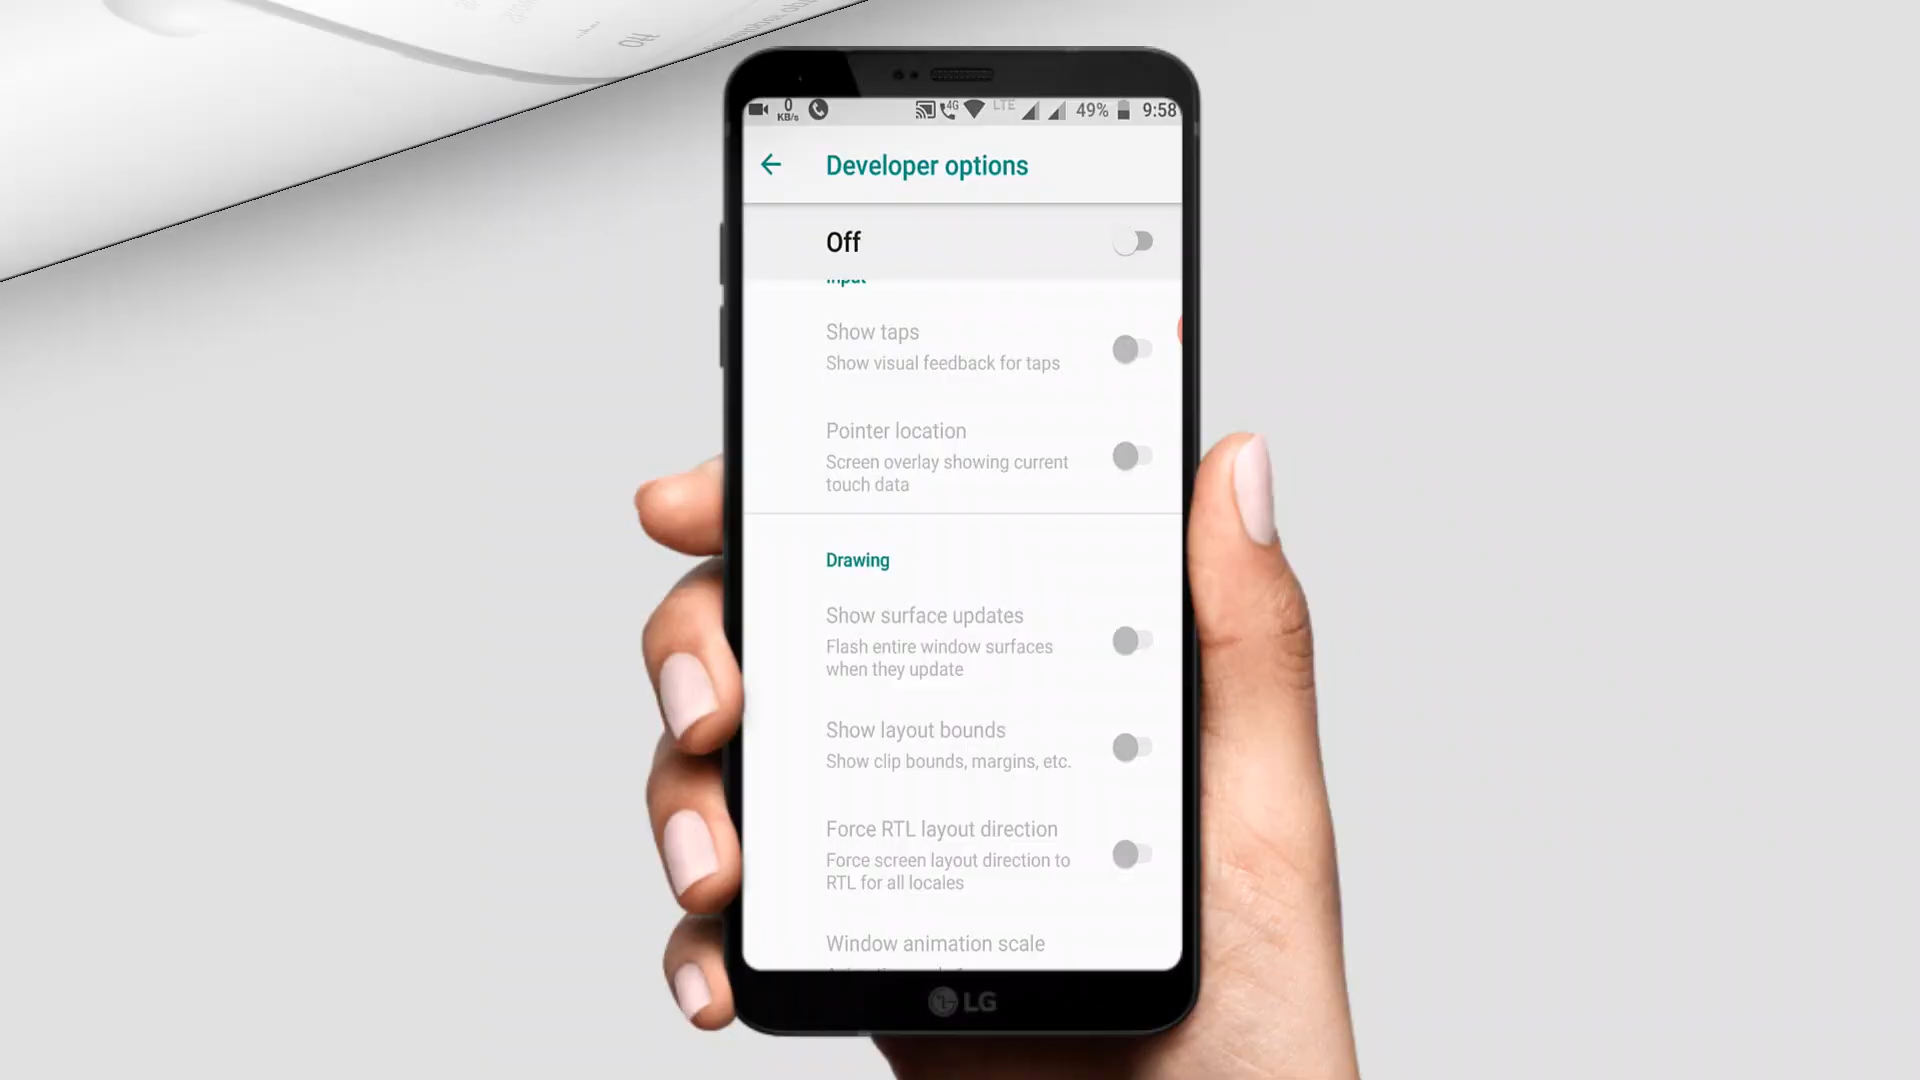 0
KB/s
4G
LTE
49%
9:58
Developer options
Off
Input
Show taps
Show visual feedback for taps
Pointer location
Screen overlay showing current
touch data
Drawing
Show surface updates
Flash entire window surfaces
when they update
Show layout bounds
Show clip bounds, margins, etc.
Force RTL layout direction
Force screen layout direction to
RTL for all locales
Window animation scale
LG